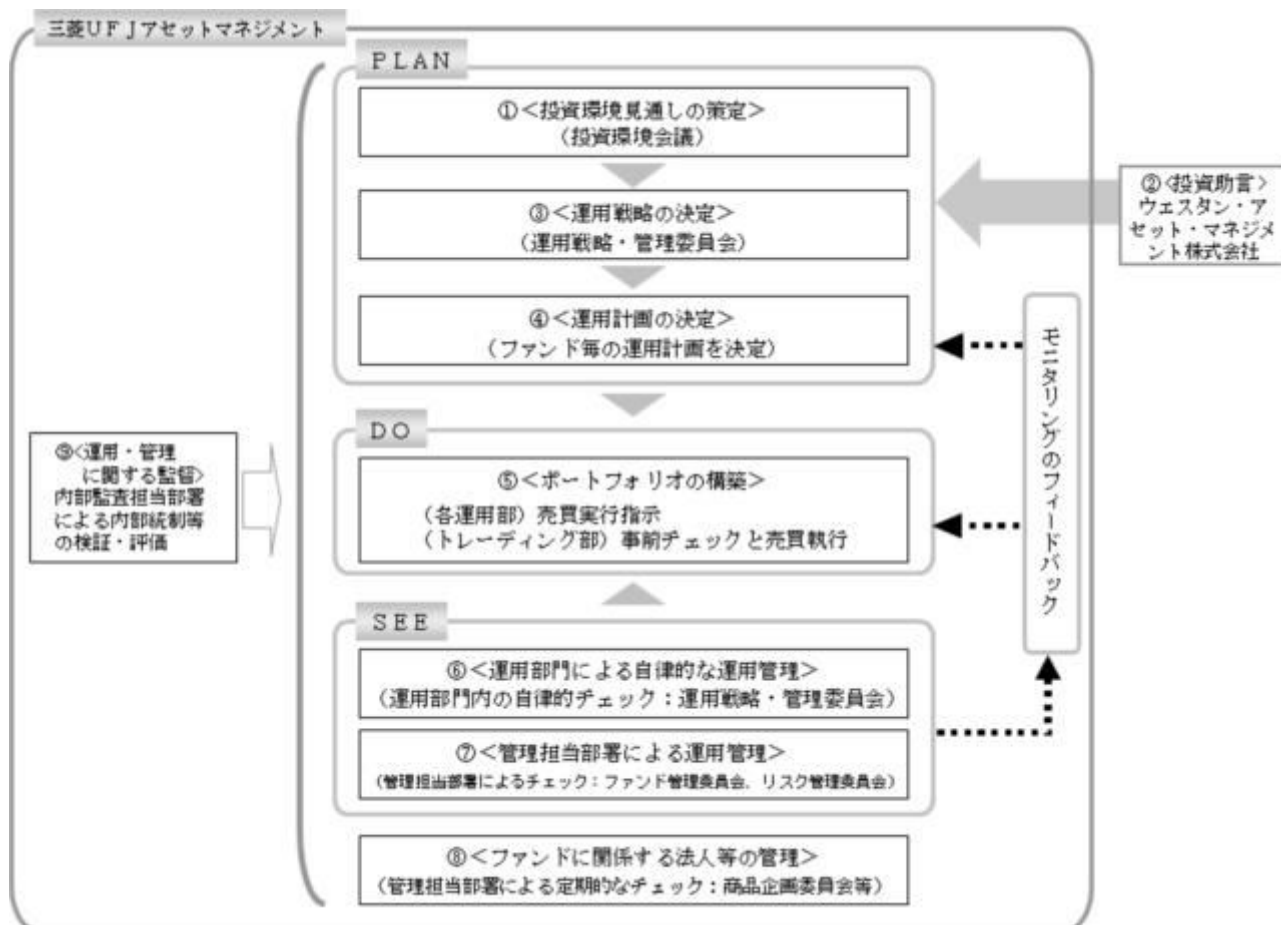 三菱UFJアセットマネジメント
PLAN
①<投資環境見通しの策定>
(投資環境会議)
②<投資助言>
ウェスタン・ア
セット・マネジメ
ント株式会社
③<運用戦略の決定>
(運用戦略・管理委員会)
④<運用計画の決定>
(ファンド毎の運用計画を決定)
モニタリングのフィードバック
DO
⑤<ポートフォリオの構築>
(各運用部)売買実行指示
(トレーディング部)事前チェックと売買執行
⑨<運用・管理
に関する監督>
内部監査担当部署
による内部統制等
の検証・評価
SEE
⑥<運用部門による自律的な運用管理>
(運用部門内の自律的チェック:運用戦略・管理委員会)
⑦<管理担当部署による運用管理>
(管理担当部署によるチェック:ファンド管理委員会、リスク管理委員会)
⑧<ファンドに関係する法人等の管理>
(管理担当部署による定期的なチェック:商品企画委員会等)